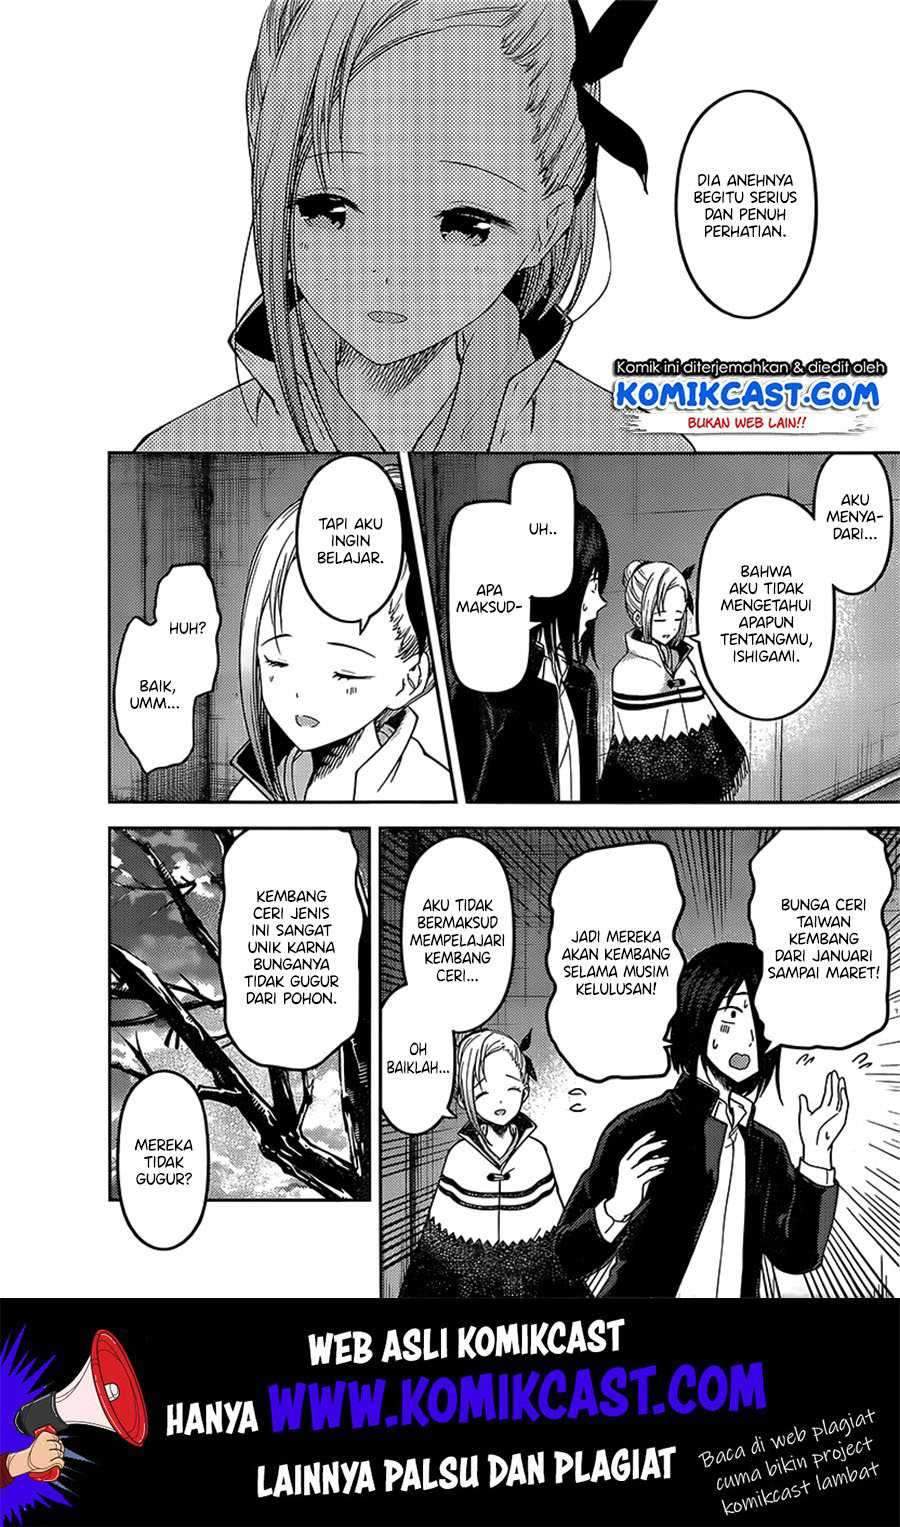 DIA ANEHNYA
BEGITU SERIUS
DAN PENUH
PERHATIAN.
Komik ini diterjemahkan & diedit oleh
KOMIKCAST.COM
BUKAN WEB LAIN!!
AKU
MENYA-
DARI...
BAHWA
AKU TIDAK
MENGETAHUI
APAPUN
TENTANGMU,
ISHIGAMI.
UH..
APA
MAKSUD-
TAPI AKU
INGIN
BELAJAR.
HUH?
BAIK,
UMM...
BUNGA CERI
TAIWAN
KEMBANG
DARI JANUARI
SAMPAI MARET!
JADI MEREKA
AKAN KEMBANG
SELAMA MUSIM
KELULUSAN!
AKU TIDAK
BERMAKSUD
MEMPELAJARI
KEMBANG
CERI...
OH
BAIKLAH...
KEMBANG
CERI JENIS
INI SANGAT
UNIK KARNA
BUNGANYA
TIDAK GUGUR
DARI POHON.
MEREKA
TIDAK
GUGUR?
WEB ASLI KOMIKCAST
HANYA WWW.KOMIKCAST.COM
LAINNYA PALSU DAN PLAGIAT
Baca di web plagiat
cuma bikin project
komikcast lambat